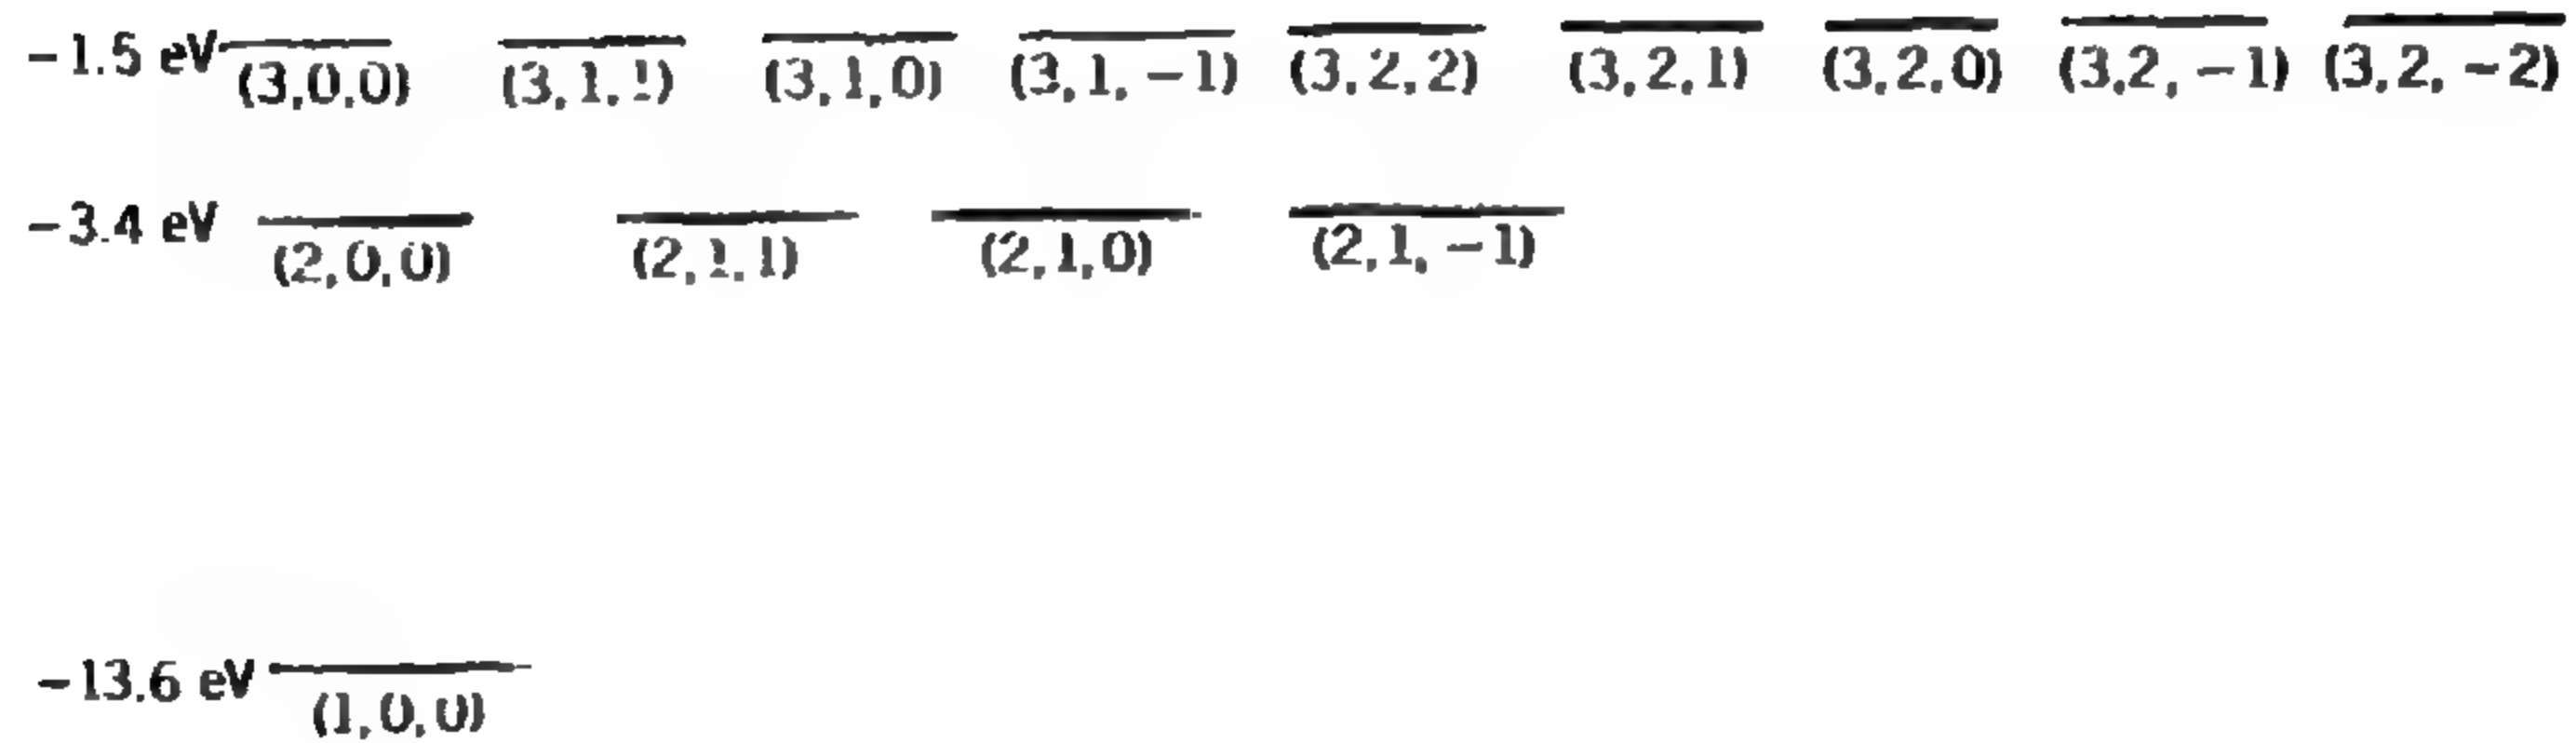 −1.5 eV (3,0,0) (3,1,1) (3,1,0) (3,1,−1) (3,2,2) (3,2,1) (3,2,0) (3,2,−1) (3,2,−2)
−3.4 eV (2,0,0) (2,1,1) (2,1,0) (2,1,−1)
−13.6 eV (1,0,0)